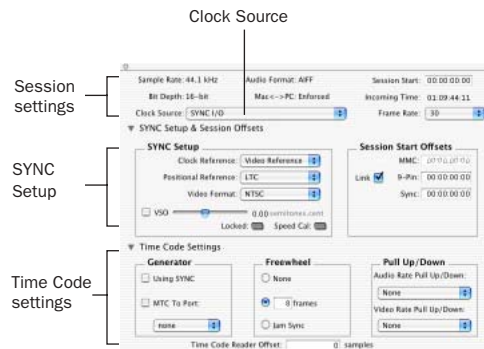 Clock Source
Session settings
SYNC Setup
Time Code settings
Sample Rate: 44.1 kHz Audio Format: AIFF Session Start: 00:00:00:00
Bit Depth: 16-bit Mac<->PC: Enforced Incoming Time: 01:09:44:11
Clock Source: SYNC I/O Frame Rate: 30
SYNC Setup & Session Offsets
SYNC Setup
Clock Reference: Video Reference
Positional Reference: LTC
Video Format: NTSC
VSO 0.00 semitones.cent
Locked: Speed Cal:
Session Start Offsets
MMC:
Link 9-Pin: 00:00:00:00
Sync: 00:00:00:00
Time Code Settings
Generator
Using SYNC
MTC To Port:
none
Freewheel
None
8 frames
Jam Sync
Pull Up/Down
Audio Rate Pull Up/Down:
None
Video Rate Pull Up/Down:
None
Time Code Reader Offset: 0 samples